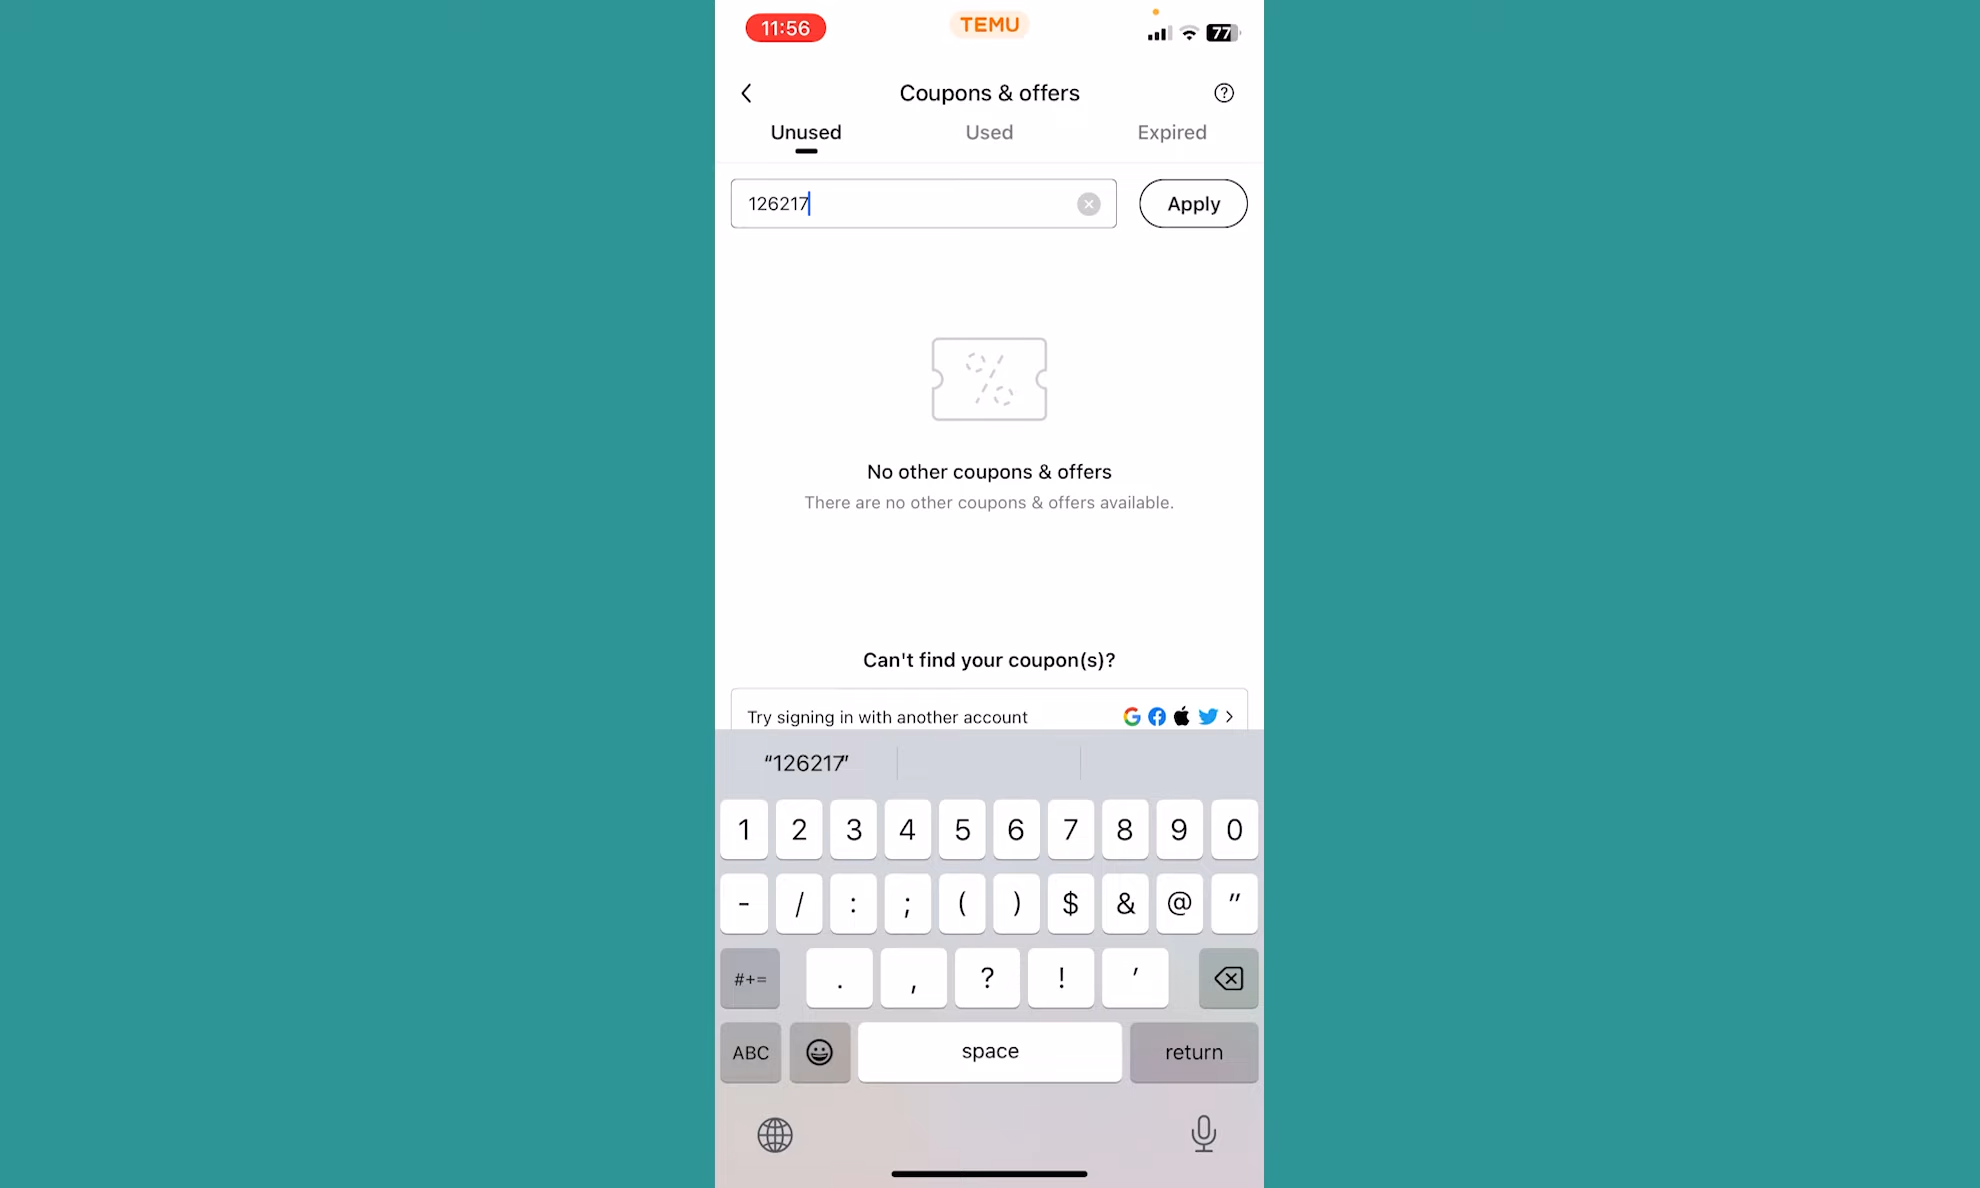 11:56
TEMU
77
Coupons & offers
Unused Used Expired
126217
Apply
No other coupons & offers
There are no other coupons & offers available.
Can't find your coupon(s)?
Try signing in with another account
“126217”
1 2 3 4 5 6 7 8 9 0
- / : ; ( ) $ & @ "
#+= . , ? ! '
ABC space return